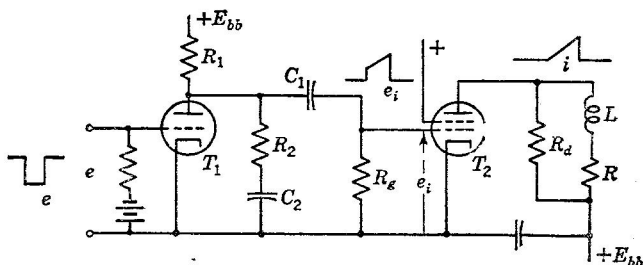 +E_bb
R_1
C_1
e_i
+
i
T_1
R_2
C_2
R_g
e_i
T_2
R_d
L
R
e
e
+E_bb